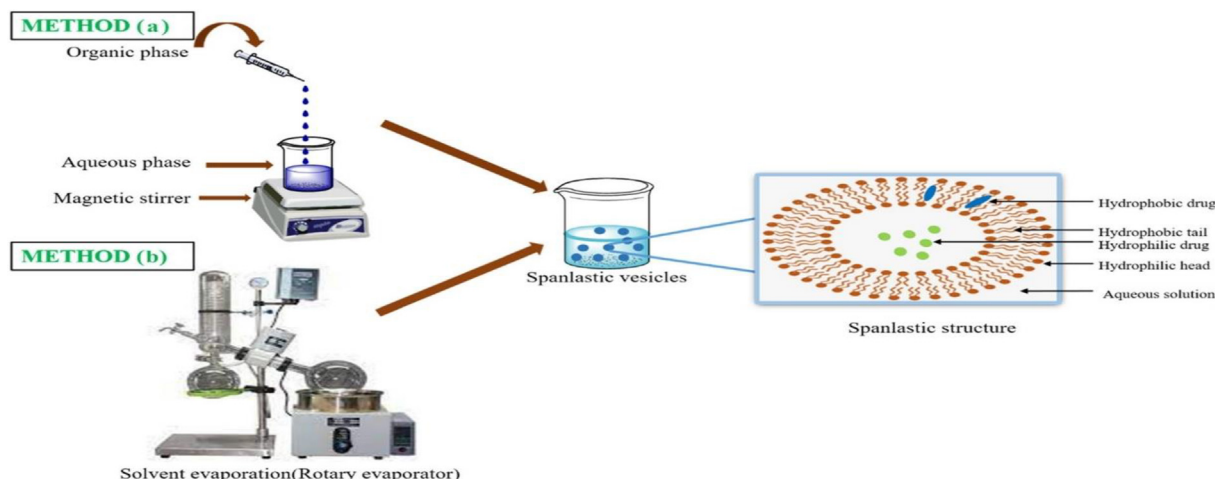 METHOD (a)
Organic phase
Aqueous phase
Magnetic stirrer
METHOD (b)
Solvent evaporation(Rotary evaporator)
Spanlastic vesicles
Hydrophobic drug
Hydrophobic tail
Hydrophilic drug
Hydrophilic head
Aqueous solution
Spanlastic structure